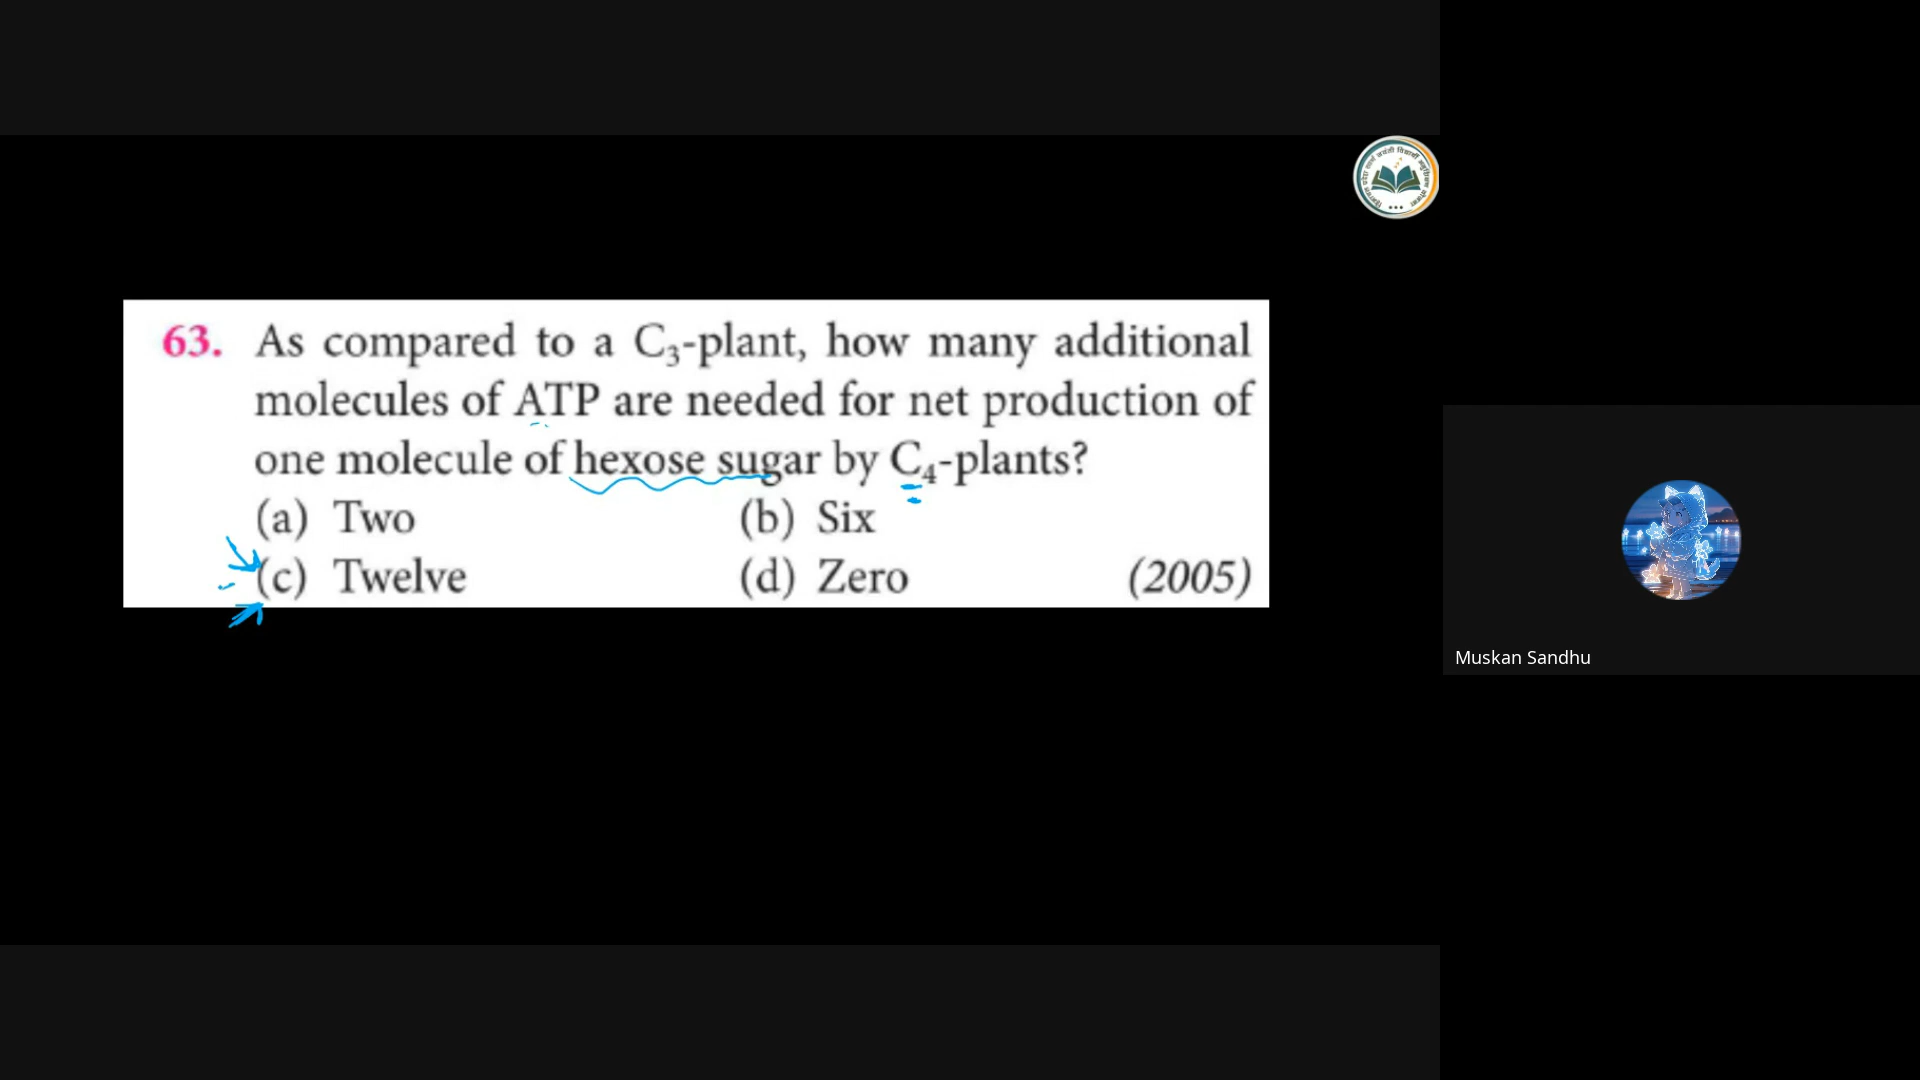 63. As compared to a C₃-plant, how many additional
molecules of ATP are needed for net production of
one molecule of hexose sugar by C₄-plants?
(a) Two (b) Six
(c) Twelve (d) Zero (2005)
Muskan Sandhu